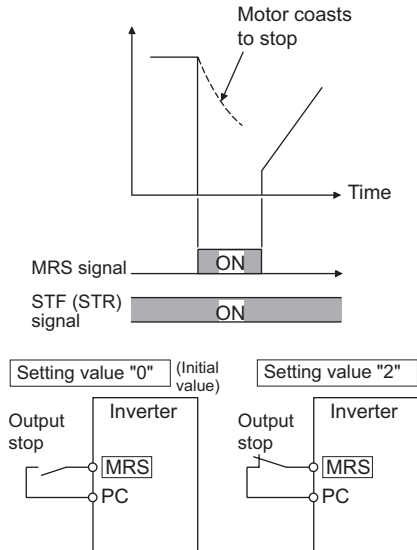 Motor coasts
to stop
Time
MRS signal
ON
STF (STR)
signal
ON
Setting value "0"
(Initial
value)
Setting value "2"
Output
stop
Inverter
MRS
PC
Output
stop
Inverter
MRS
PC